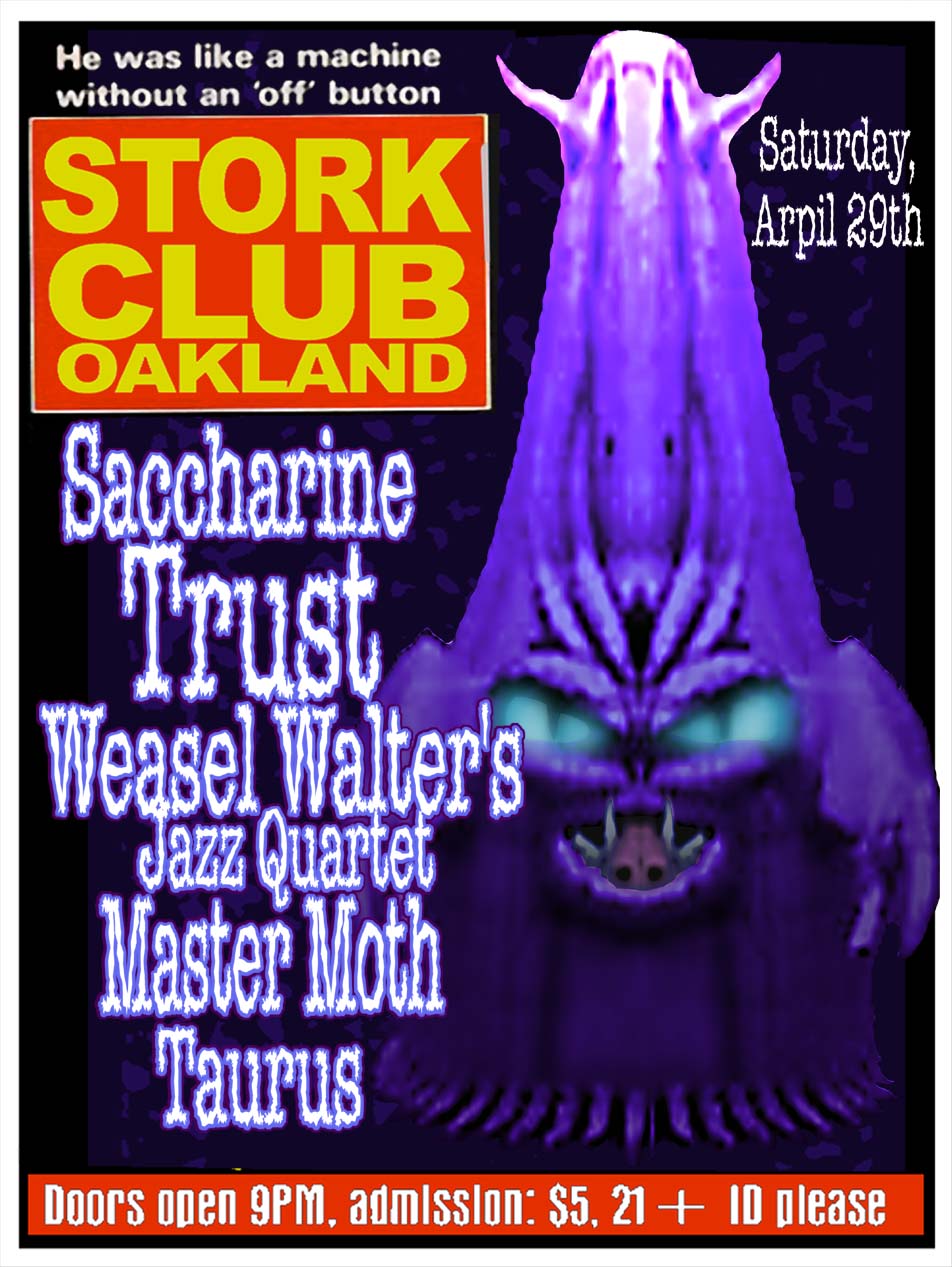 He was like a machine
without an 'off' button
STORK
CLUB
OAKLAND
Saturday,
Arpil 29th
Saccharine
Trust
Weasel Walter's
Jazz Quartet
Master Moth
Taurus
Doors open 9PM, admission: $5, 21 + ID please